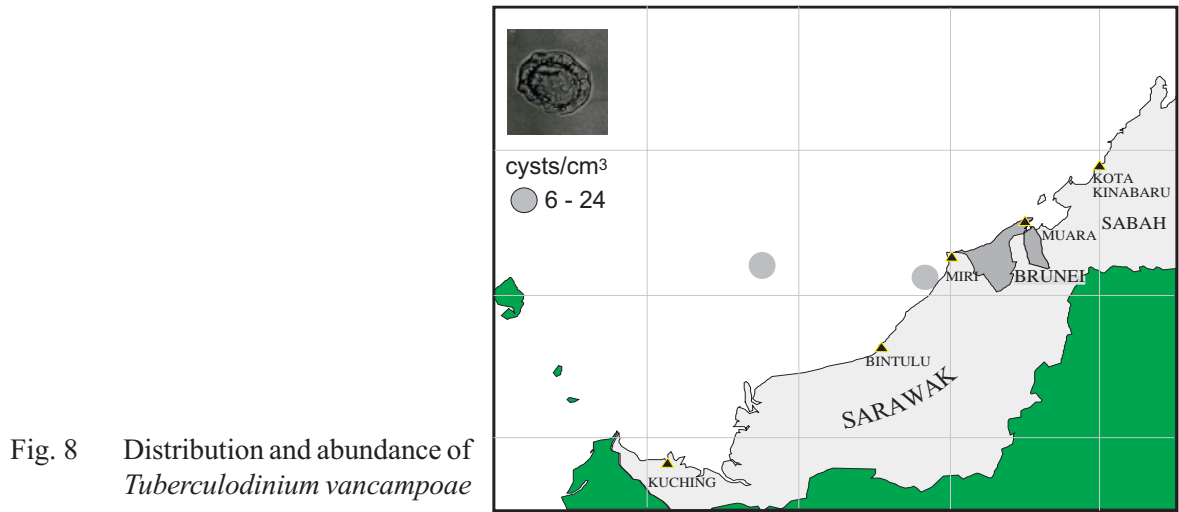 cysts/cm³
6 - 24
KOTA
KINABARU
SABAH
MUARA
MIRI
BRUNEI
BINTULU
SARAWAK
KUCHING
Fig. 8 Distribution and abundance of
Tuberculodinium vancampoae